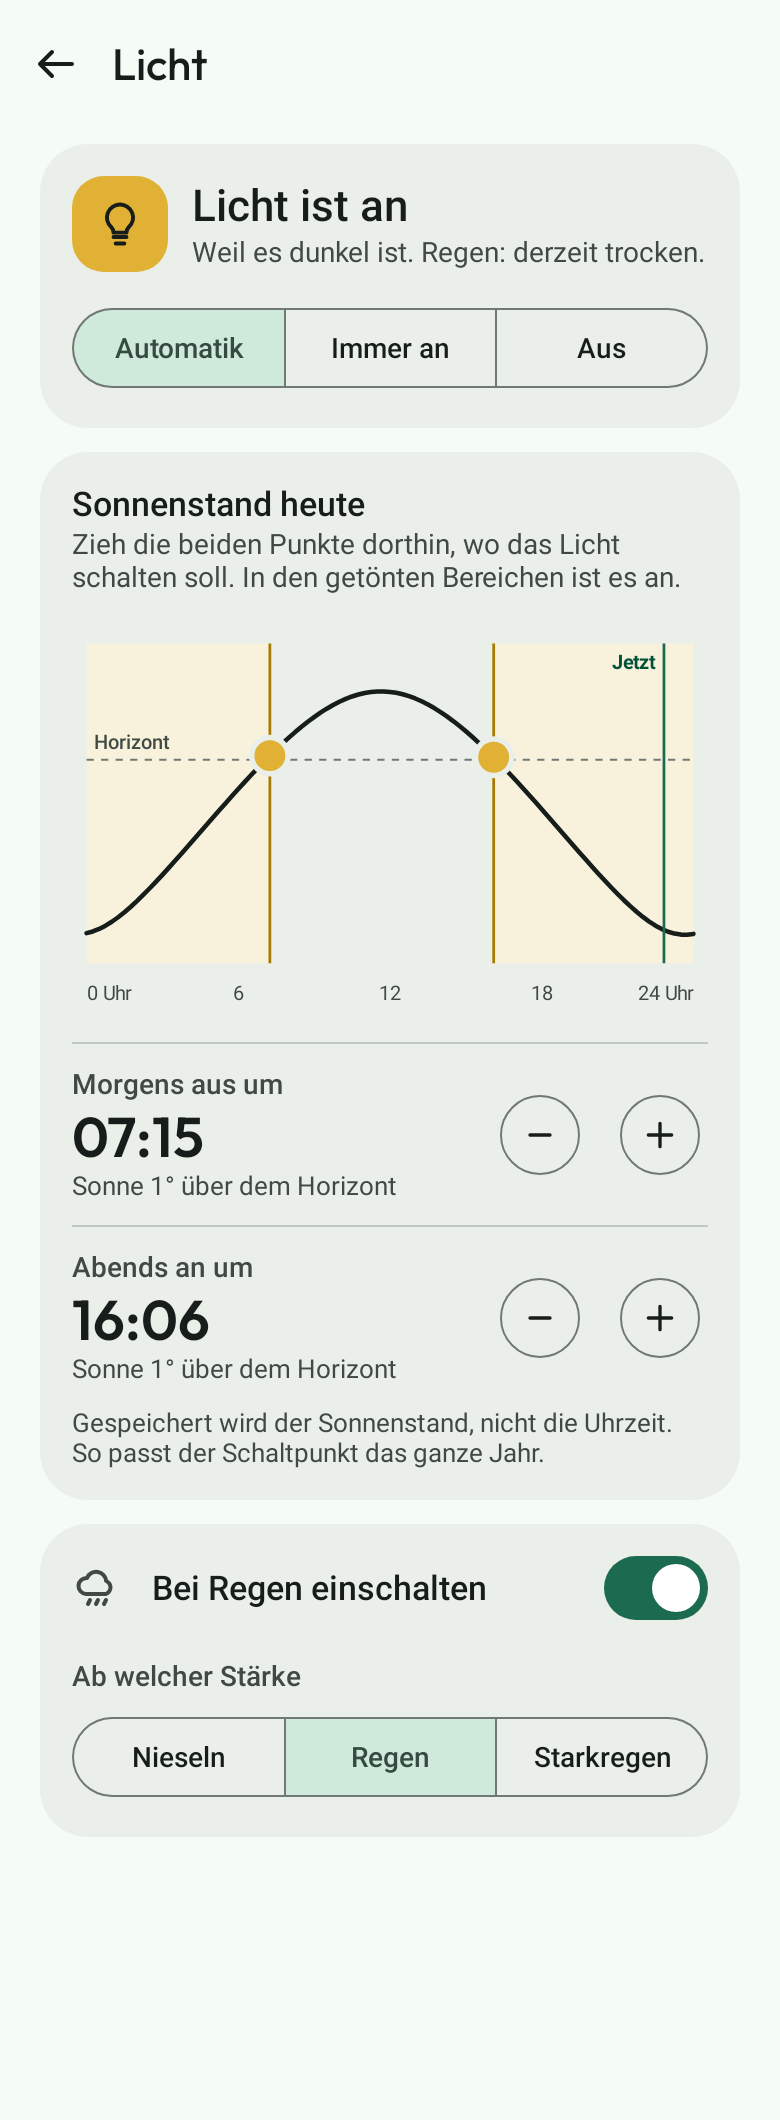 Licht
Licht ist an
Weil es dunkel ist. Regen: derzeit trocken.
Automatik
Immer an
Aus
Sonnenstand heute
Zieh die beiden Punkte dorthin, wo das Licht
schalten soll. In den getönten Bereichen ist es an.
Jetzt
Horizont
0 Uhr
6
12
18
24 Uhr
Morgens aus um
07:15
Sonne 1° über dem Horizont
Abends an um
16:06
Sonne 1° über dem Horizont
Gespeichert wird der Sonnenstand, nicht die Uhrzeit.
So passt der Schaltpunkt das ganze Jahr.
Bei Regen einschalten
Ab welcher Stärke
Nieseln
Regen
Starkregen